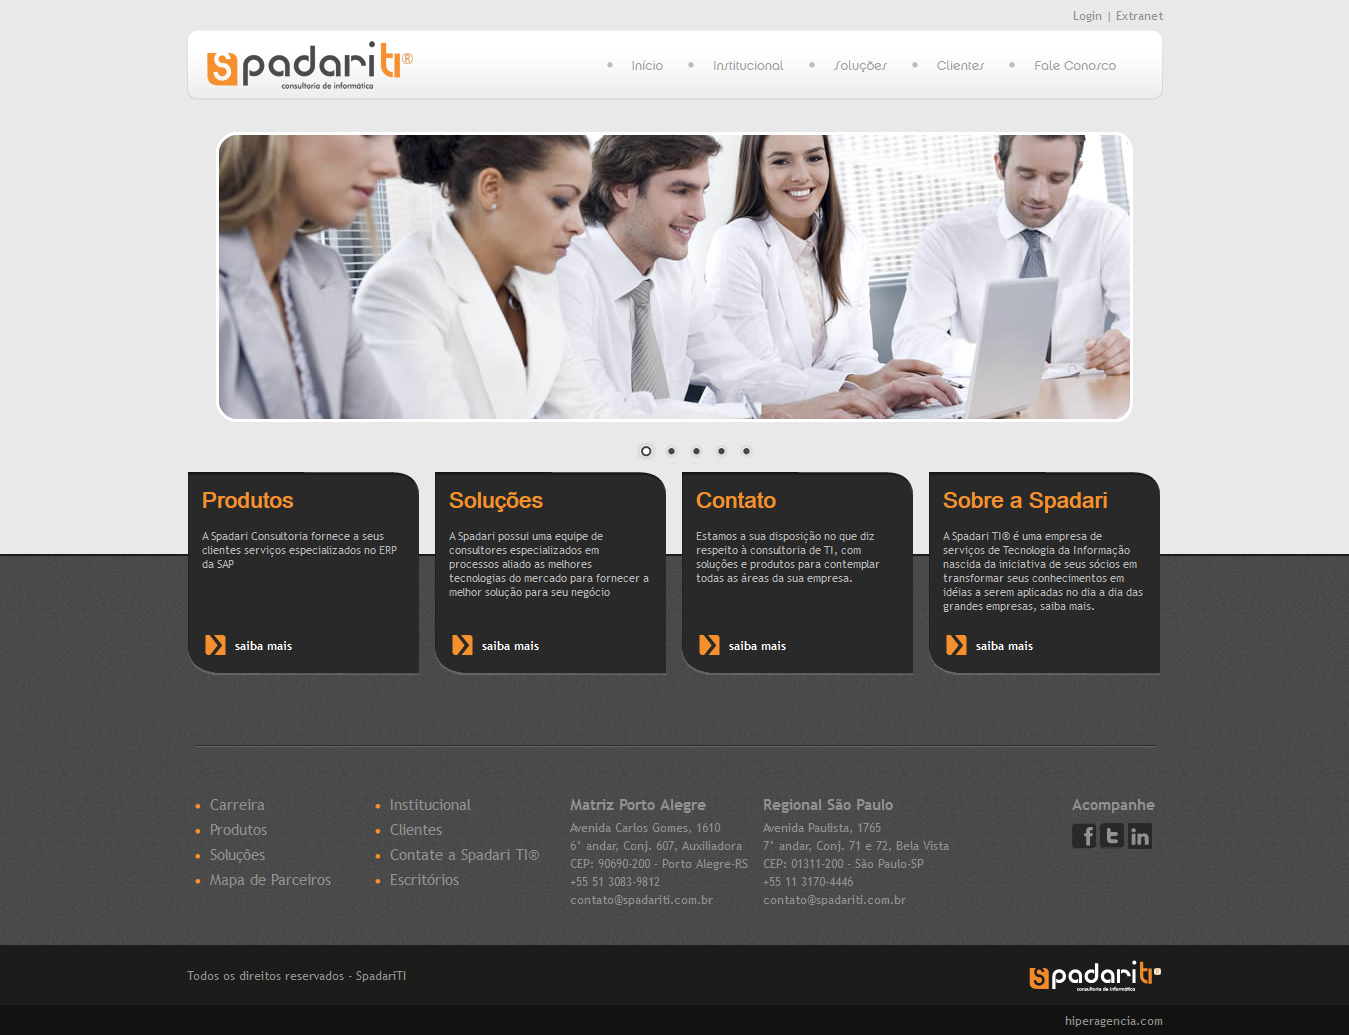 Login | Extranet
Spadari TI®
consultoria de informática
Início
Institucional
Soluções
Clientes
Fale Conosco
Produtos
A Spadari Consultoria fornece a seus
clientes serviços especializados no ERP
da SAP
saiba mais
Soluções
A Spadari possui uma equipe de
consultores especializados em
processos aliado as melhores
tecnologias do mercado para fornecer a
melhor solução para seu negócio
saiba mais
Contato
Estamos a sua disposição no que diz
respeito à consultoria de TI, com
soluções e produtos para contemplar
todas as áreas da sua empresa.
saiba mais
Sobre a Spadari
A Spadari TI® é uma empresa de
serviços de Tecnologia da Informação
nascida da iniciativa de seus sócios em
transformar seus conhecimentos em
idéias a serem aplicadas no dia a dia das
grandes empresas, saiba mais.
saiba mais
Carreira
Produtos
Soluções
Mapa de Parceiros
Institucional
Clientes
Contate a Spadari TI®
Escritórios
Matriz Porto Alegre
Avenida Carlos Gomes, 1610
6° andar, Conj. 607, Auxiliadora
CEP: 90690-200 - Porto Alegre-RS
+55 51 3083-9812
contato@spadariti.com.br
Regional São Paulo
Avenida Paulista, 1765
7° andar, Conj. 71 e 72, Bela Vista
CEP: 01311-200 - São Paulo-SP
+55 11 3170-4446
contato@spadariti.com.br
Acompanhe
Todos os direitos reservados - SpadariTI
Spadari TI®
consultoria de informática
hiperagencia.com